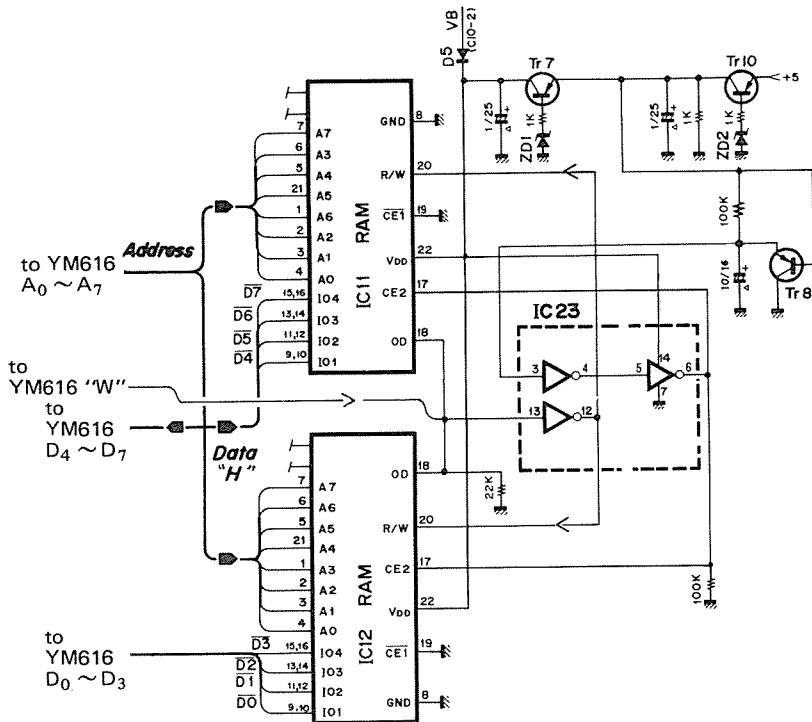 VB
(C10-2)
D5
Tr 7
Tr 10
+5
1/25
+
1K
ZD1
1/25
+
1K
1K
ZD2
8
GND
7
A7
6
A3
5
A4
21
A5
1
A6
2
A2
3
A1
4
A0
20
R/W
19
CE1
22
VDD
17
CE2
18
OD
RAM
IC11
100K
10/16
+
Tr 8
Address
to YM616
A0 ~ A7
D7
15,16
IO4
D6
13,14
IO3
D5
11,12
IO2
D4
9,10
IO1
IC23
3
4
5
14
6
7
13
12
to
YM616 "W"
to
YM616
D4 ~ D7
Data
"H"
18
OD
22K
7
A7
6
A6
5
A5
21
A4
1
A3
2
A2
3
A1
4
A0
20
R/W
17
CE2
22
VDD
19
CE1
8
GND
RAM
IC12
100K
to
YM616
D0 ~ D3
D3
15,16
IO4
D2
13,14
IO3
D1
11,12
IO2
D0
9,10
IO1